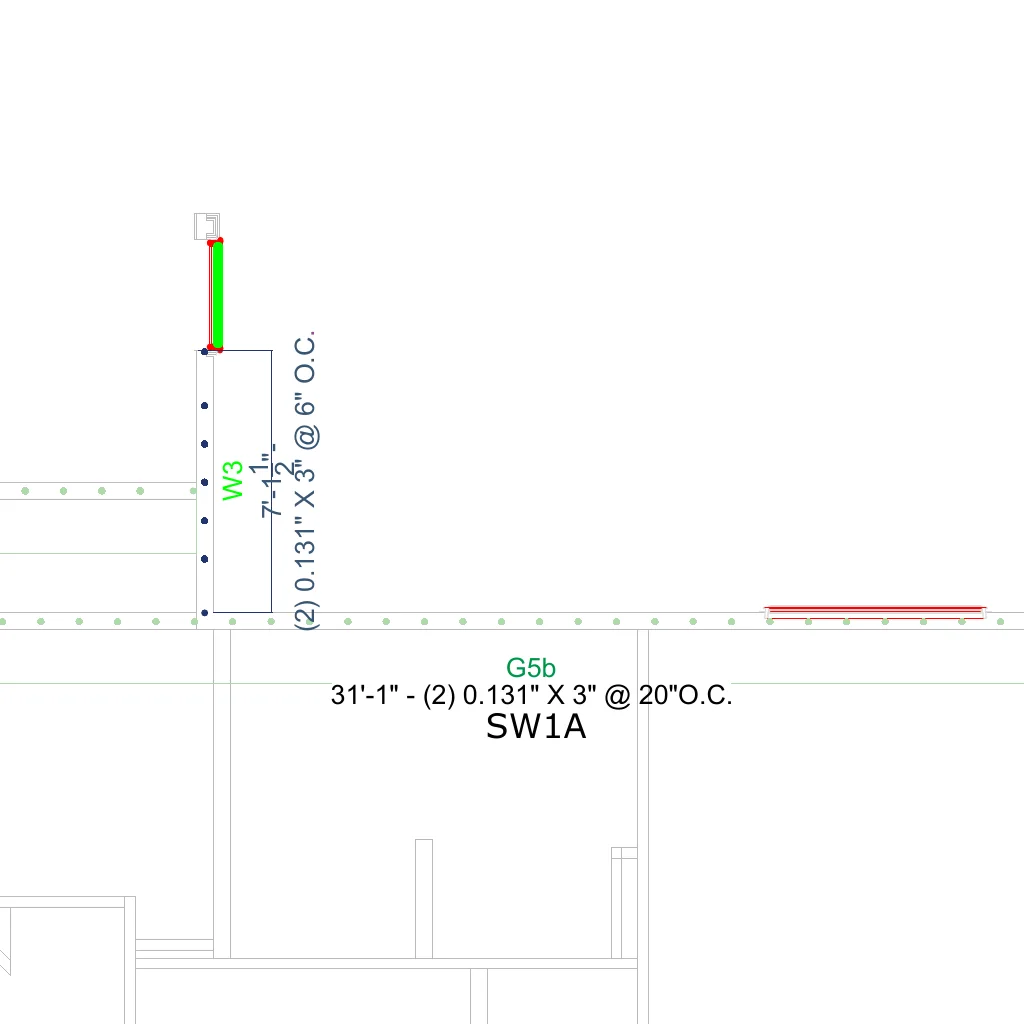 W3
7'-1 1/2" -
(2) 0.131" X 3" @ 6" O.C.
G5b
31'-1" - (2) 0.131" X 3" @ 20"O.C.
SW1A